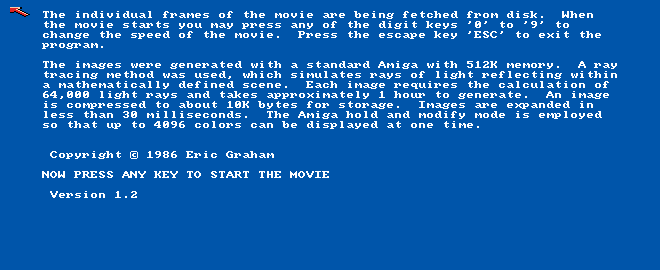 The individual frames of the movie are being fetched from disk.  When
the movie starts you may press any of the digit keys '0' to '9' to
change the speed of the movie.  Press the escape key 'ESC' to exit the
program.
The images were generated with a standard Amiga with 512K memory.  A ray
tracing method was used, which simulates rays of light reflecting within
a mathematically defined scene.  Each image requires the calculation of
64,000 light rays and takes approximately 1 hour to generate.  An image
is compressed to about 10K bytes for storage.  Images are expanded in
less than 30 milliseconds.  The Amiga hold and modify mode is employed
so that up to 4096 colors can be displayed at one time.
Copyright © 1986 Eric Graham
NOW PRESS ANY KEY TO START THE MOVIE
Version 1.2